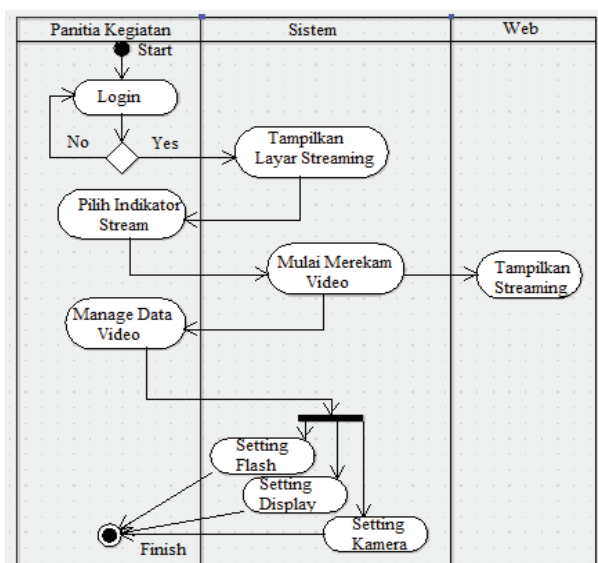 Panitia Kegiatan
Sistem
Web
Start
Login
No
Yes
Tampilkan
Layar Streaming
Pilih Indikator
Stream
Mulai Merekam
Video
Tampilkan
Streaming
Manage Data
Video
Setting
Flash
Setting
Display
Setting
Kamera
Finish